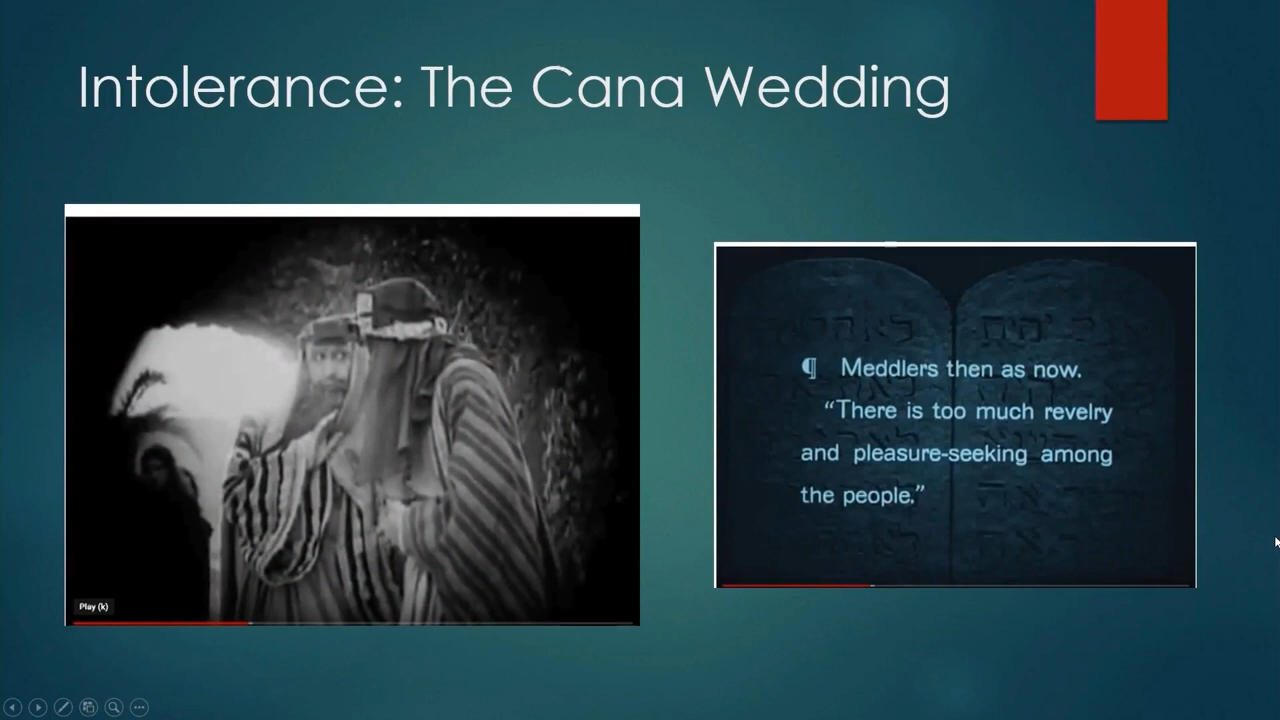 Intolerance: The Cana Wedding
Play (k)
¶ Meddlers then as now.
“There is too much revelry
and pleasure-seeking among
the people.”